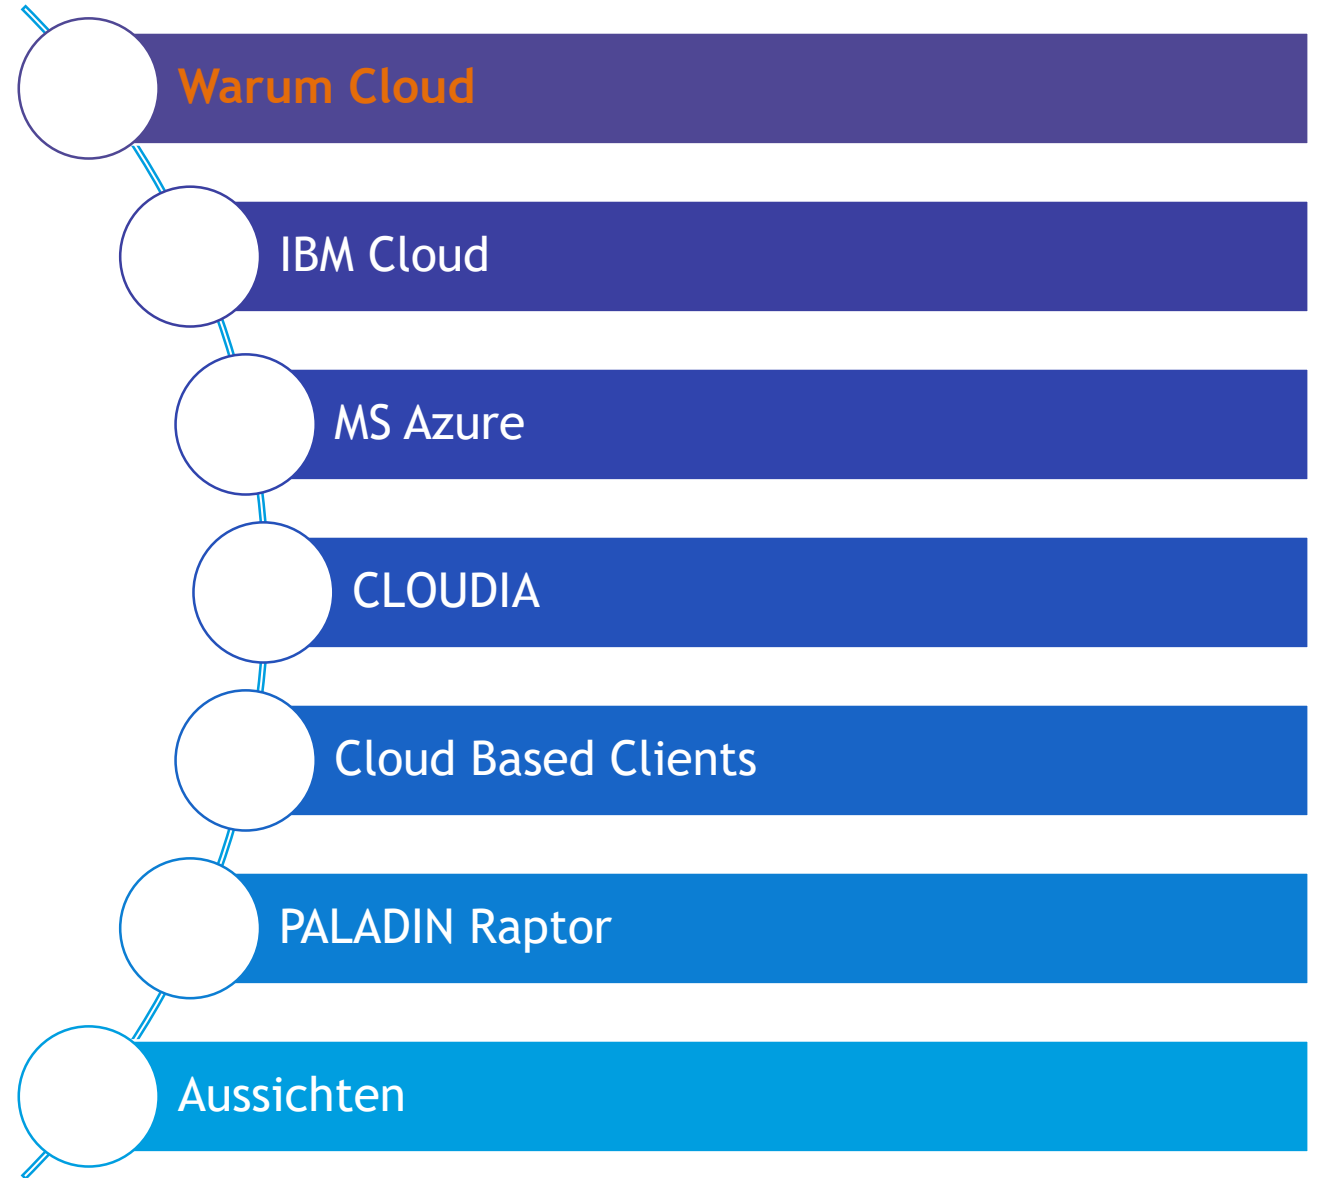 Warum Cloud
IBM Cloud
MS Azure
CLOUDIA
Cloud Based Clients
PALADIN Raptor
Aussichten